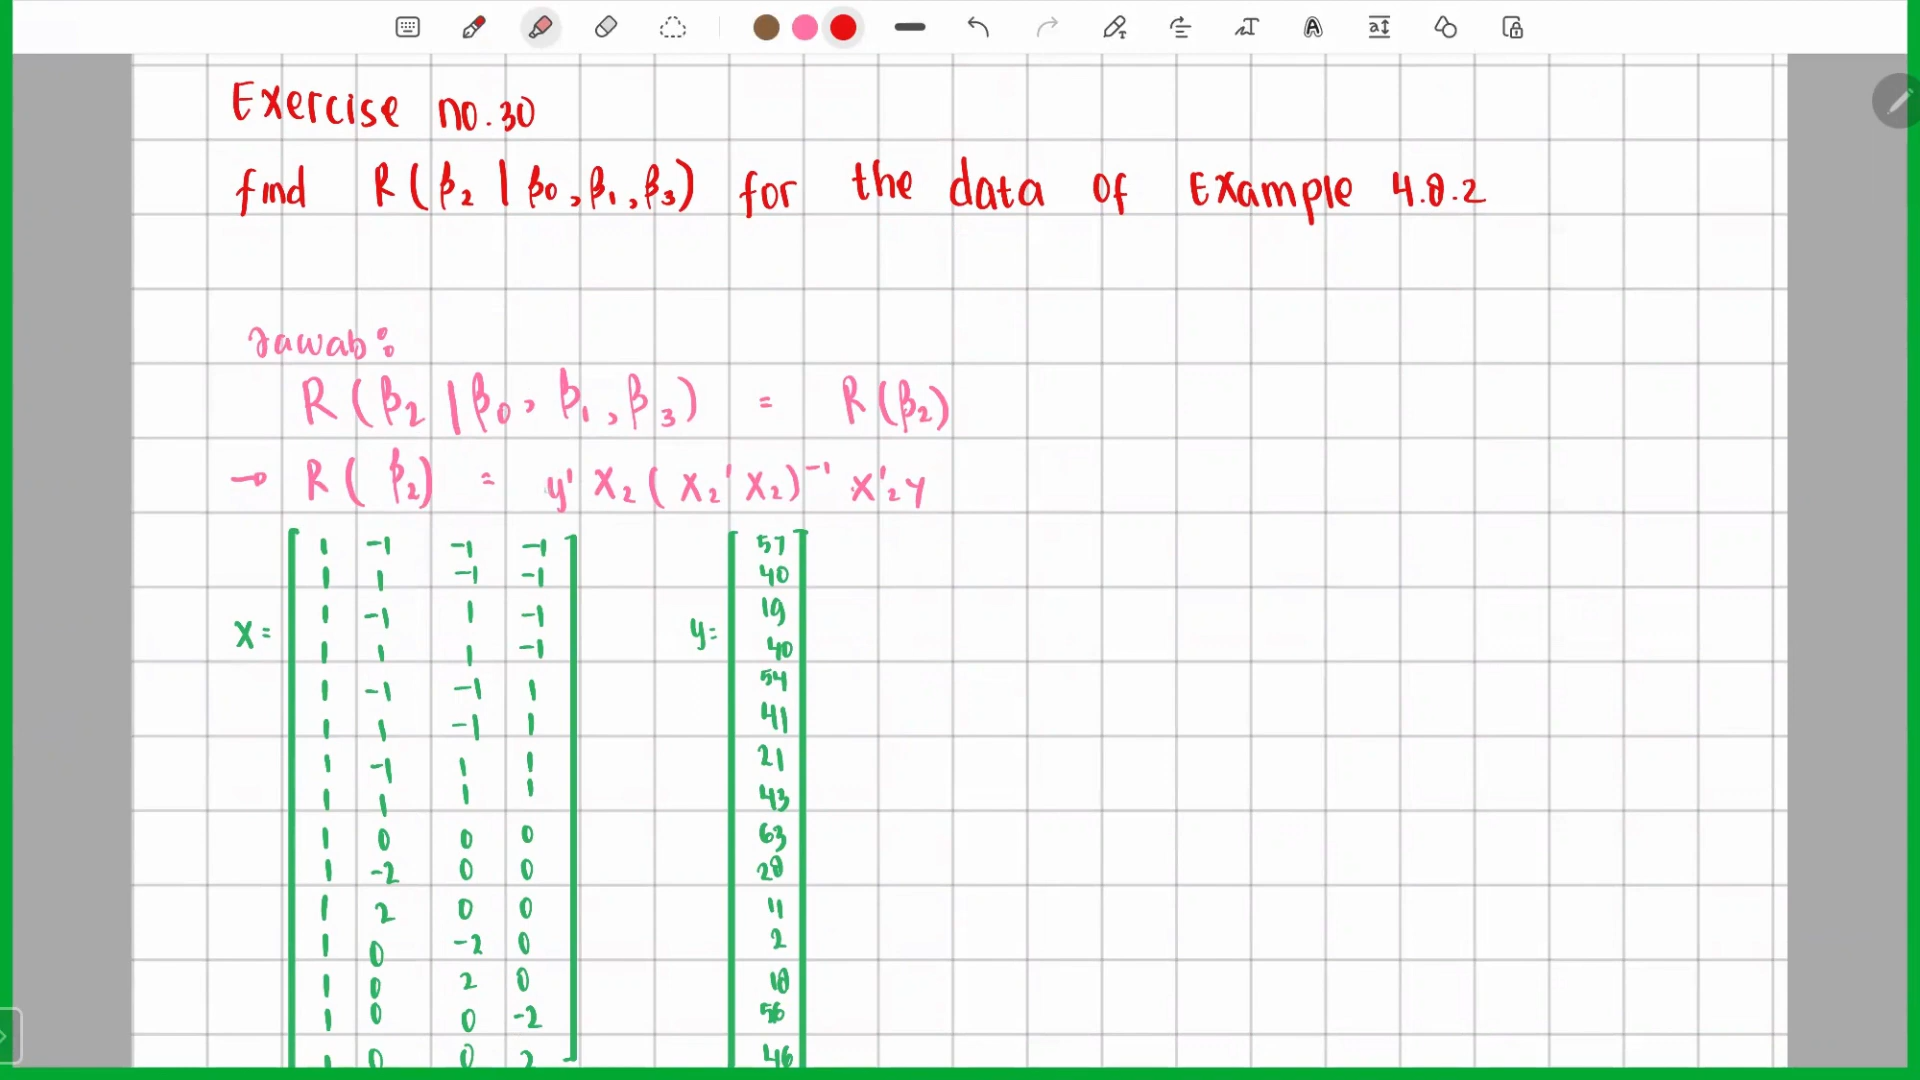 Exercise no. 30
find R(β₂ | β₀, β₁, β₃) for the data of Example 4.8.2
Jawab:
R(β₂ | β₀, β₁, β₃) = R(β₂)
→ R(β₂) = y' X₂ (X₂' X₂)⁻¹ X'₂ y
X = y =
1 -1 -1 -1 57
1 1 -1 -1 40
1 -1 1 -1 19
1 1 1 -1 40
1 -1 -1 1 54
1 1 -1 1 41
1 -1 1 1 21
1 1 1 1 43
1 0 0 0 63
1 -2 0 0 28
1 2 0 0 11
1 0 -2 0 2
1 0 2 0 18
1 0 0 -2 56
1 0 0 2 46